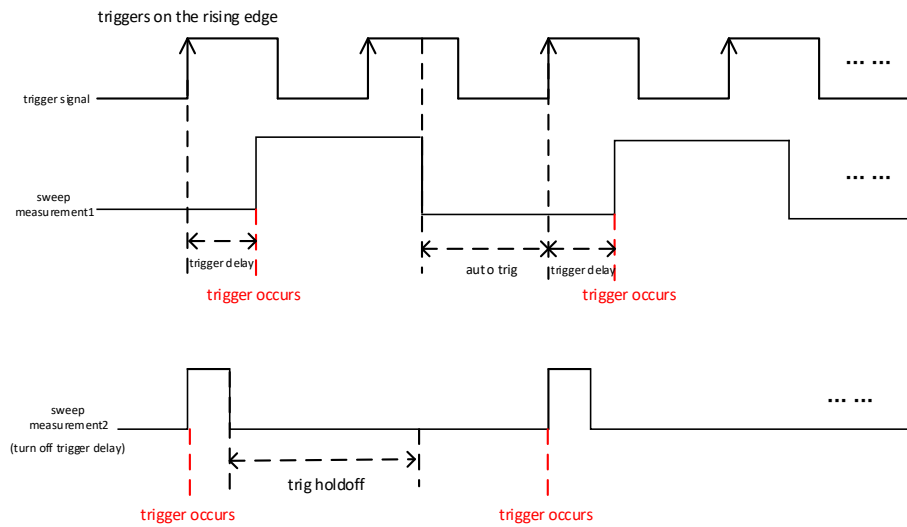 triggers on the rising edge
… …
trigger signal
… …
sweep
measurement1
trigger delay
auto trig
trigger delay
trigger occurs
trigger occurs
… …
sweep
measurement2
(turn off trigger delay)
trig holdoff
trigger occurs
trigger occurs